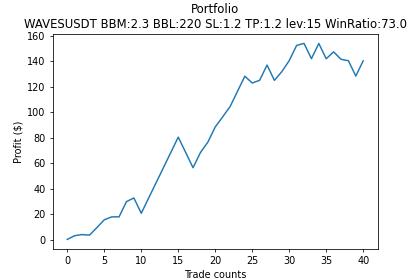 Portfolio
WAVESUSDT BBM:2.3 BBL:220 SL:1.2 TP:1.2 lev:15 WinRatio:73.0
160
140
120
100
80
60
40
20
0
Profit ($)
0 5 10 15 20 25 30 35 40
Trade counts